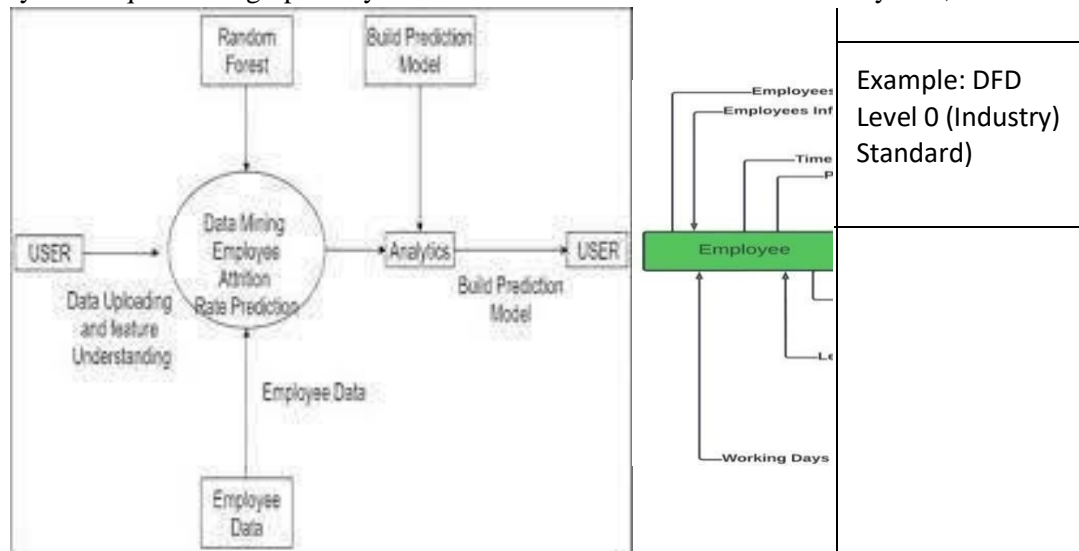 Random
Forest
Build Prediction
Model
USER
Data Mining
Employee
Attrition
Rate Prediction
Analytics
USER
Data Uploading
and feature
Understanding
Build Prediction
Model
Employee Data
Employee
Data
Employees
Employees Inf
Time
P
Employee
Le
Working Days
Example: DFD
Level 0 (Industry)
Standard)